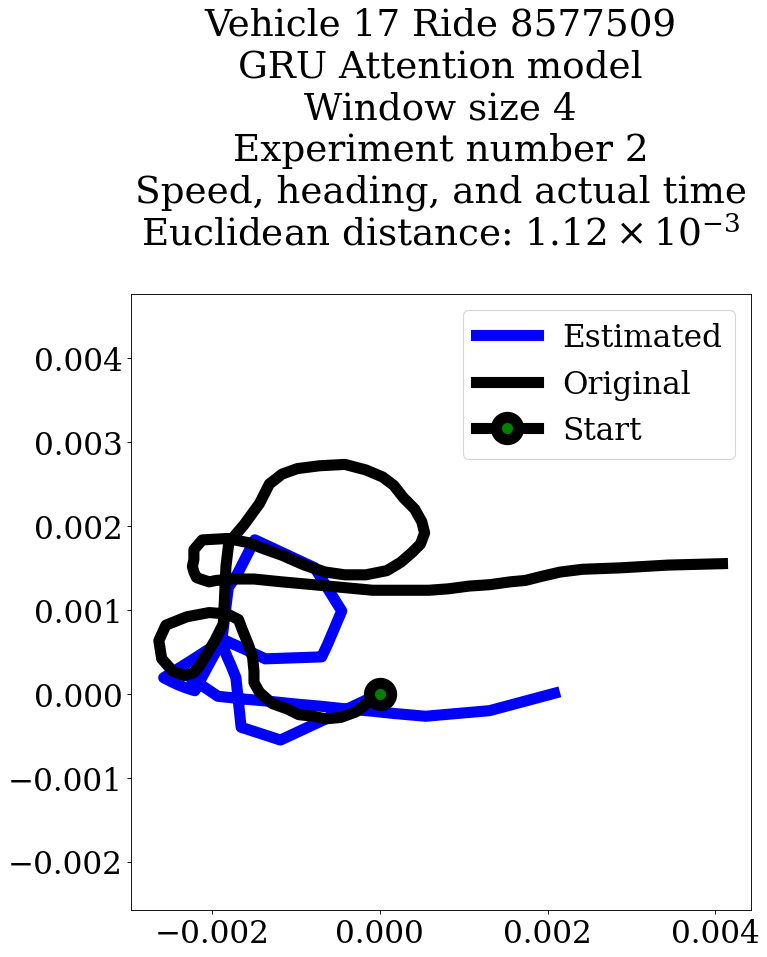 Vehicle 17 Ride 8577509
GRU Attention model
Window size 4
Experiment number 2
Speed, heading, and actual time
Euclidean distance: 1.12 × 10⁻³
Estimated
Original
Start
0.004
0.003
0.002
0.001
0.000
−0.001
−0.002
−0.002 0.000 0.002 0.004